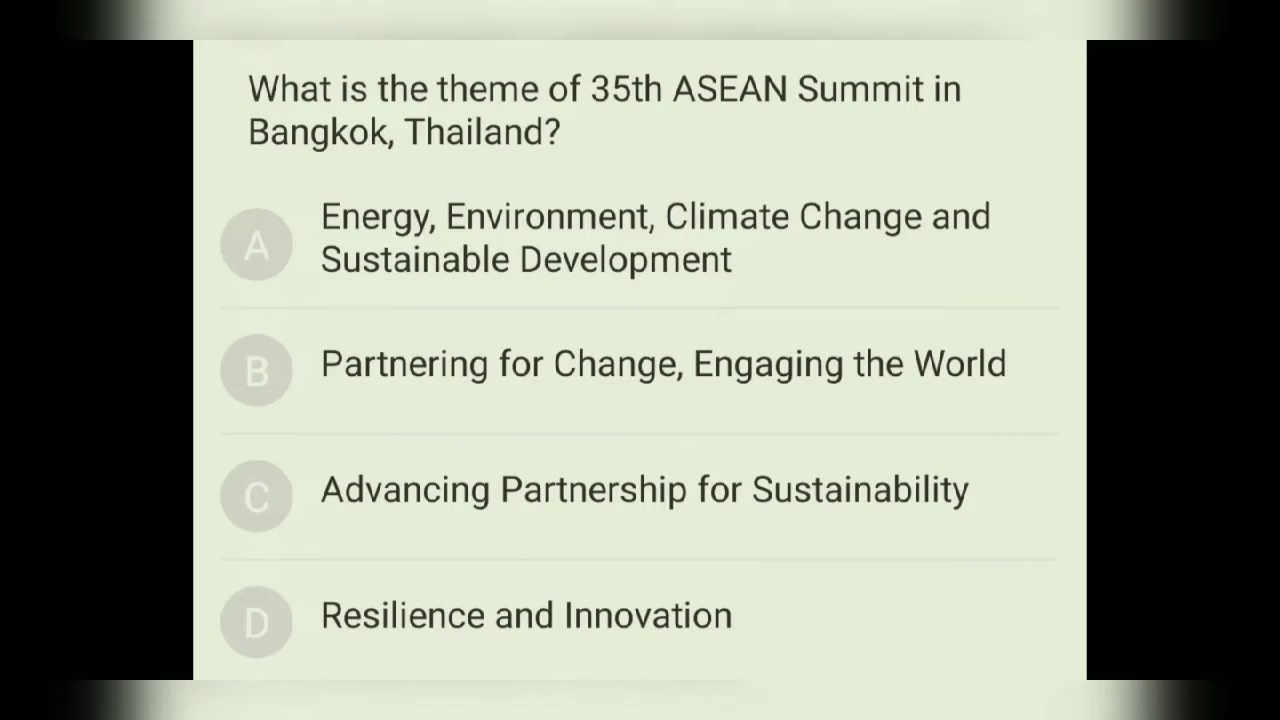 What is the theme of 35th ASEAN Summit in
Bangkok, Thailand?
A
Energy, Environment, Climate Change and
Sustainable Development
B
Partnering for Change, Engaging the World
C
Advancing Partnership for Sustainability
D
Resilience and Innovation